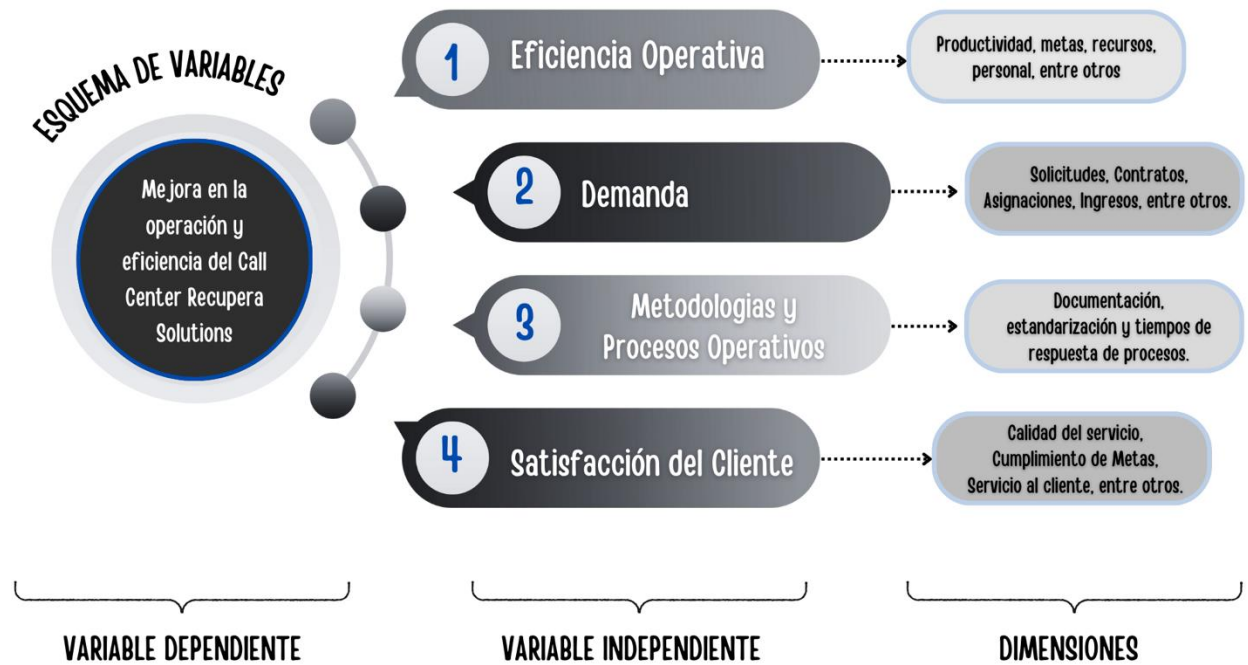 ESQUEMA DE VARIABLES
Mejora en la
operación y
eficiencia del Call
Center Recupera
Solutions
1
Eficiencia Operativa
Productividad, metas, recursos,
personal, entre otros
2
Demanda
Solicitudes, Contratos,
Asignaciones, Ingresos, entre otros.
3
Metodologias y
Procesos Operativos
Documentación,
estandarización y tiempos de
respuesta de procesos.
4
Satisfacción del Cliente
Calidad del servicio,
Cumplimiento de Metas,
Servicio al cliente, entre otros.
VARIABLE DEPENDIENTE
VARIABLE INDEPENDIENTE
DIMENSIONES